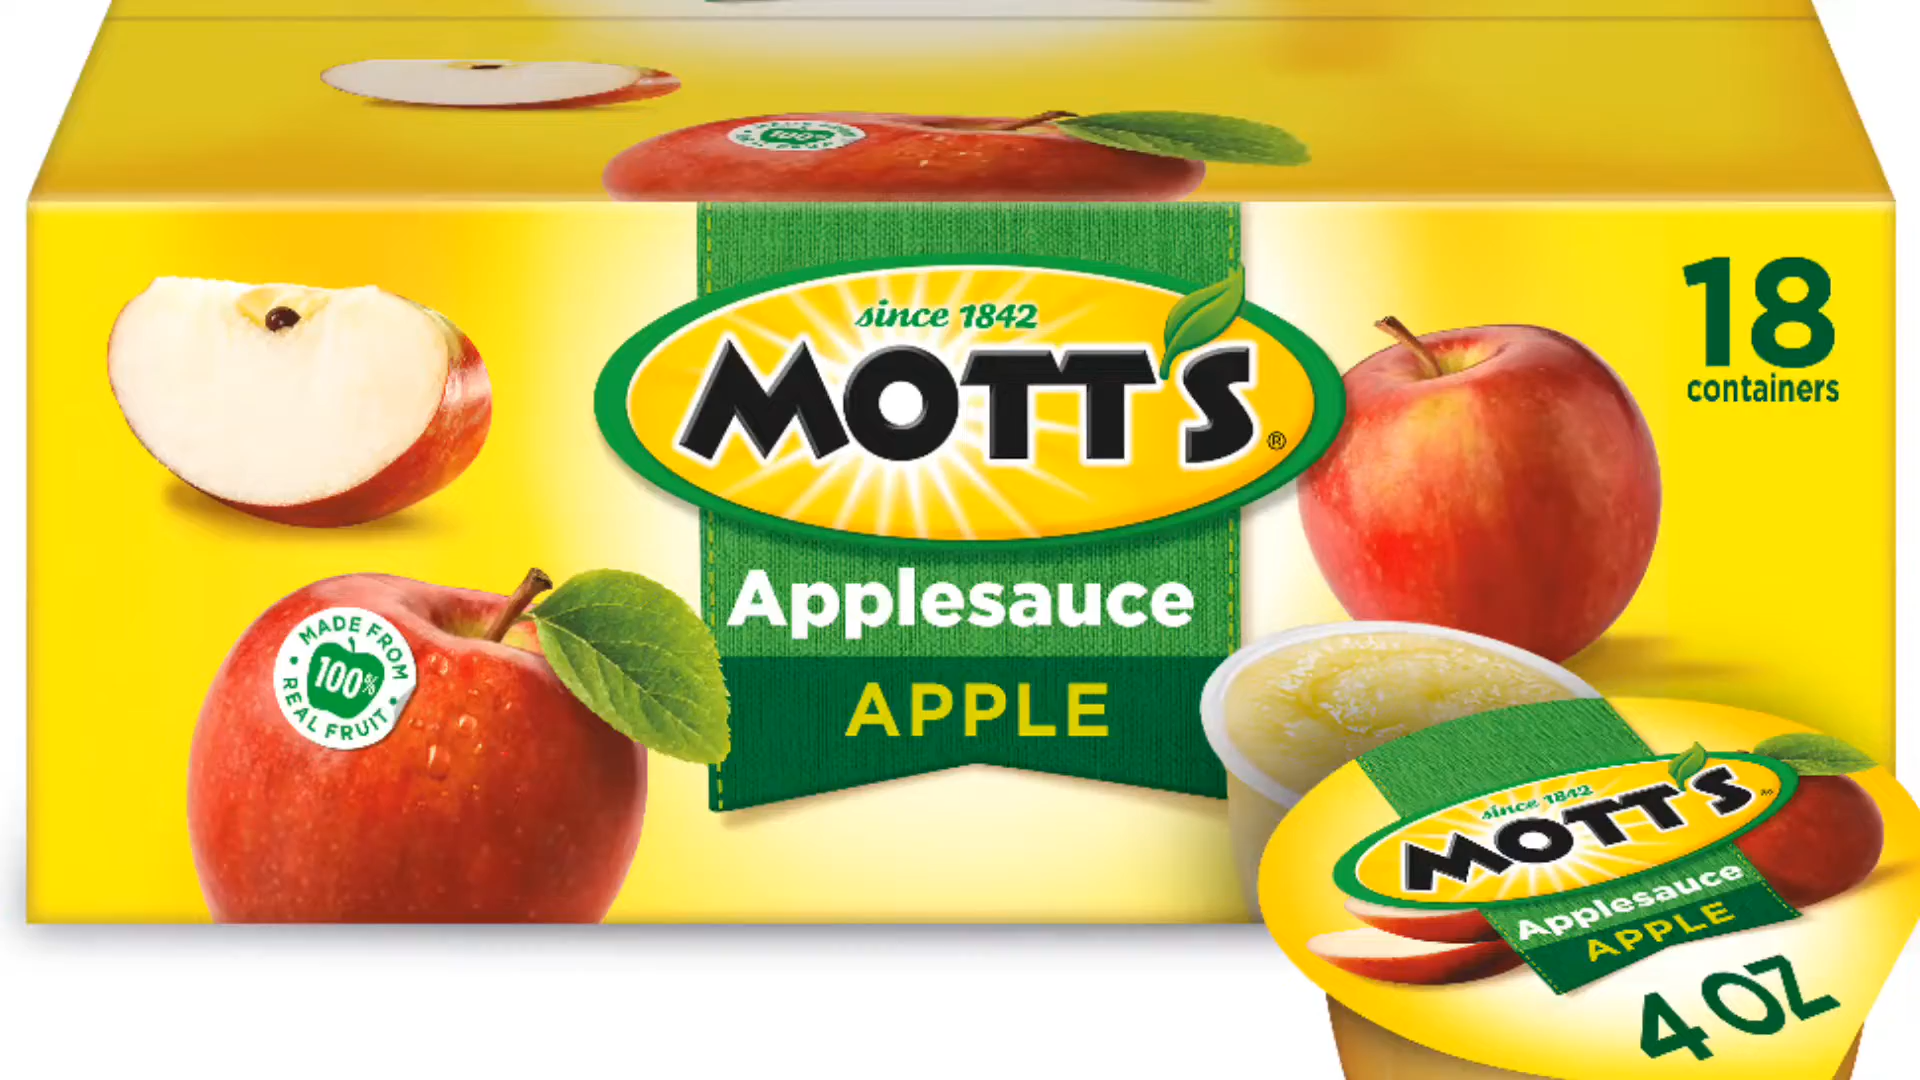 100%
since 1842
MOTT'S®
Applesauce
APPLE
18
containers
MADE FROM
100%
REAL FRUIT
since 1842
MOTT'S
Applesauce
APPLE
4 OZ